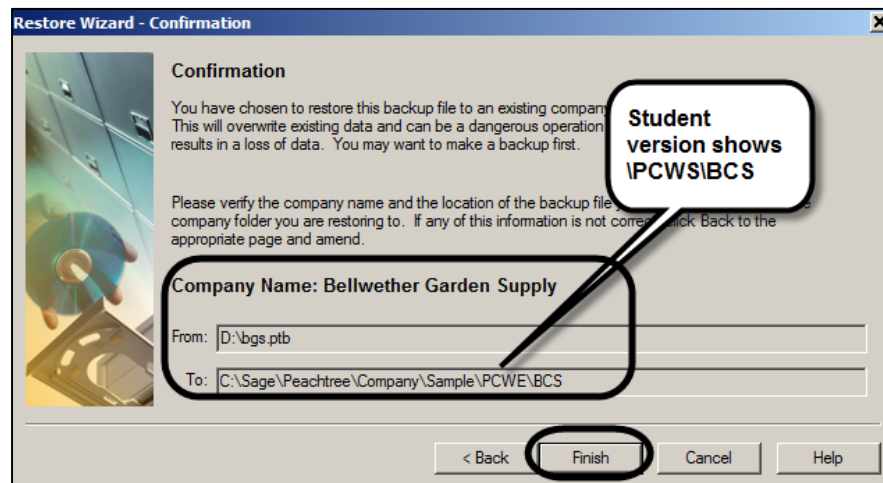 Restore Wizard - Confirmation
Confirmation
You have chosen to restore this backup file to an existing company
This will overwrite existing data and can be a dangerous operation
results in a loss of data. You may want to make a backup first.
Student
version shows
\PCWS\BCS
Please verify the company name and the location of the backup file
company folder you are restoring to. If any of this information is not click Back to the
appropriate page and amend.
Company Name: Bellwether Garden Supply
From: D:\bgs.ptb
To: C:\Sage\Peachtree\Company\Sample\PCWE\BCS
< Back Finish Cancel Help